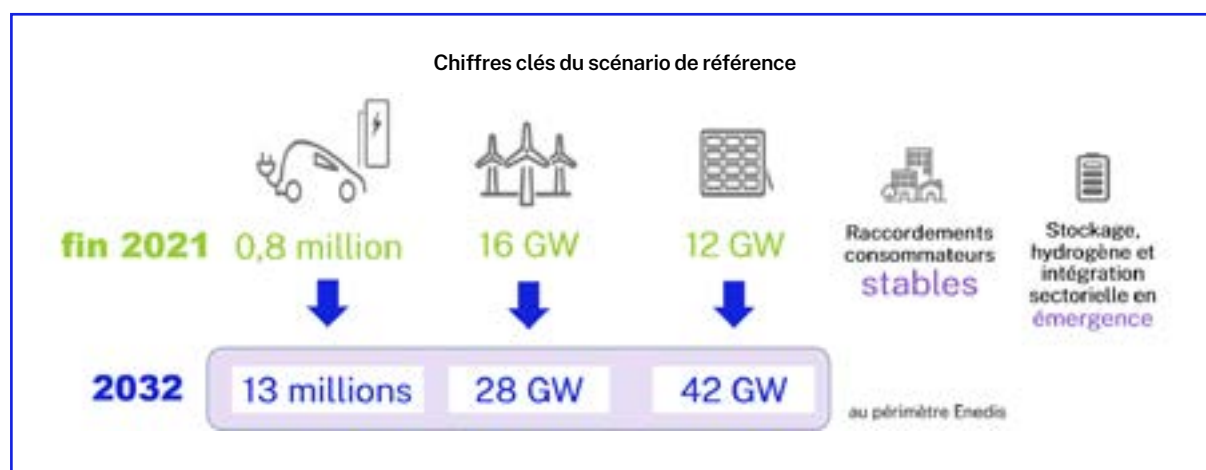 Chiffres clés du scénario de référence
fin 2021 0,8 million 16 GW 12 GW
Raccordements
consommateurs
stables
Stockage,
hydrogène et
intégration
sectorielle en
émergence
2032 13 millions 28 GW 42 GW
au périmètre Enedis